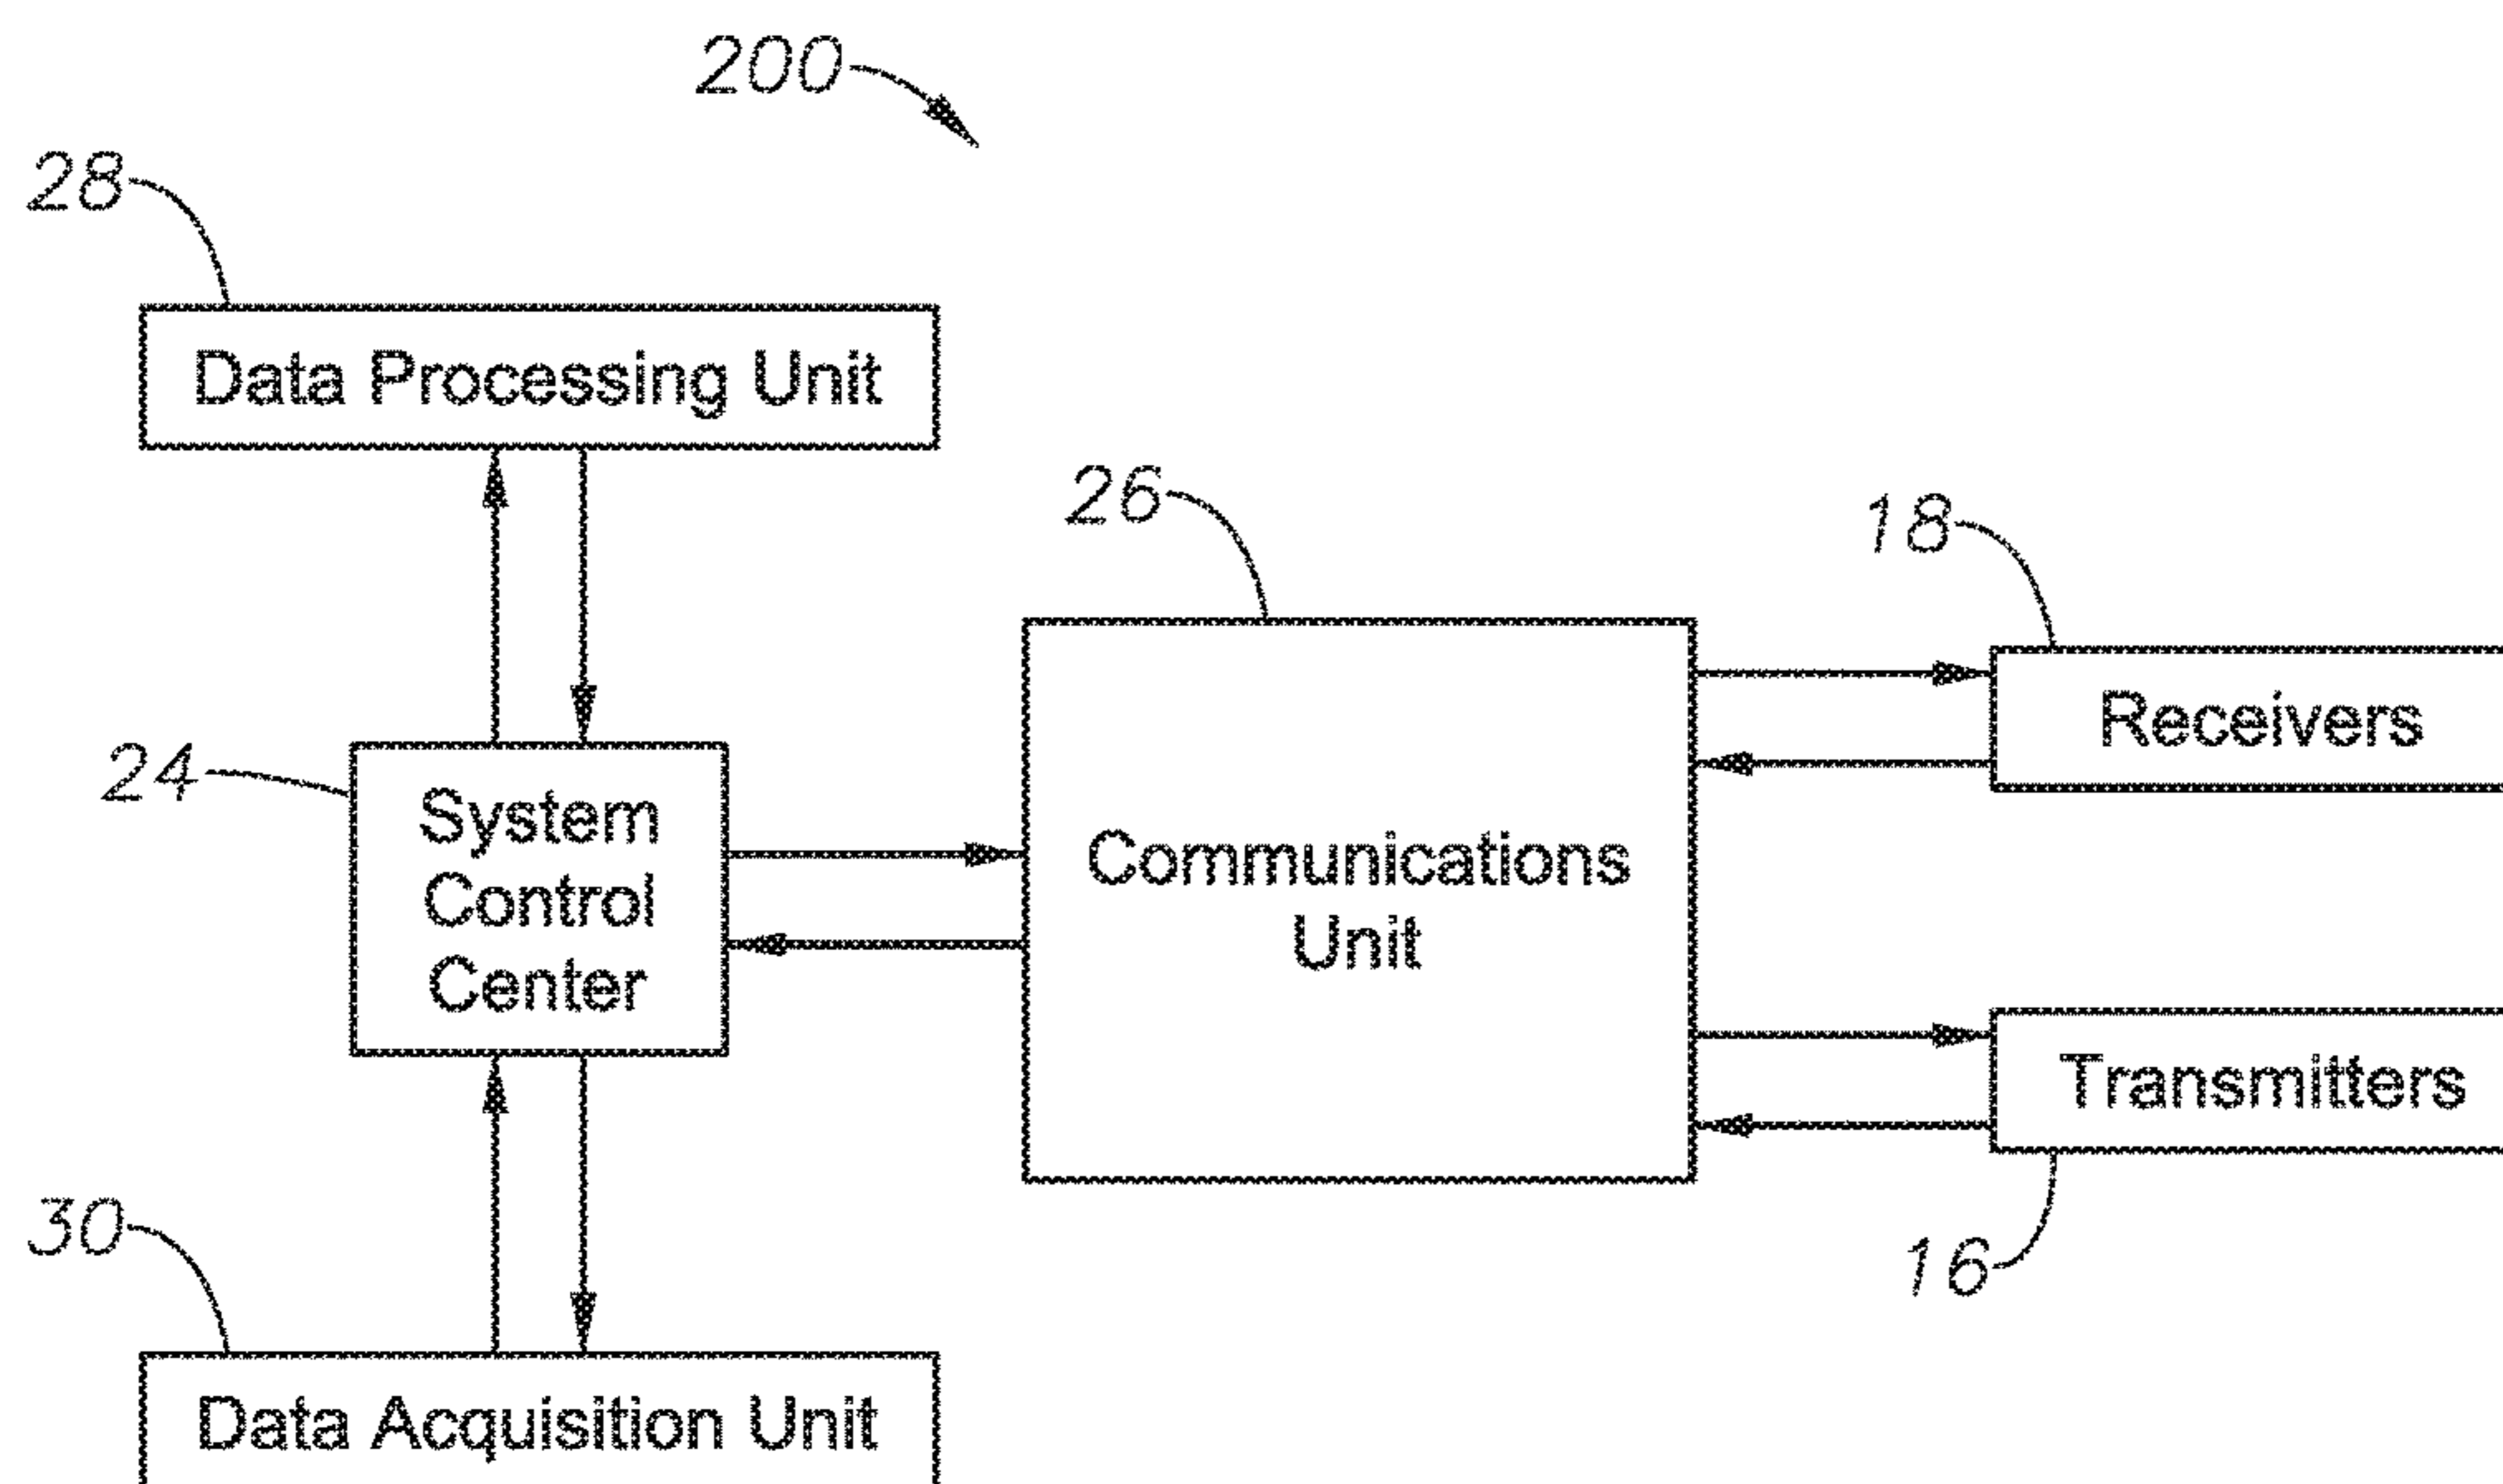 200
28
Data Processing Unit
26
18
Receivers
24
System
Control
Center
Communications
Unit
Transmitters
30
16
Data Acquisition Unit